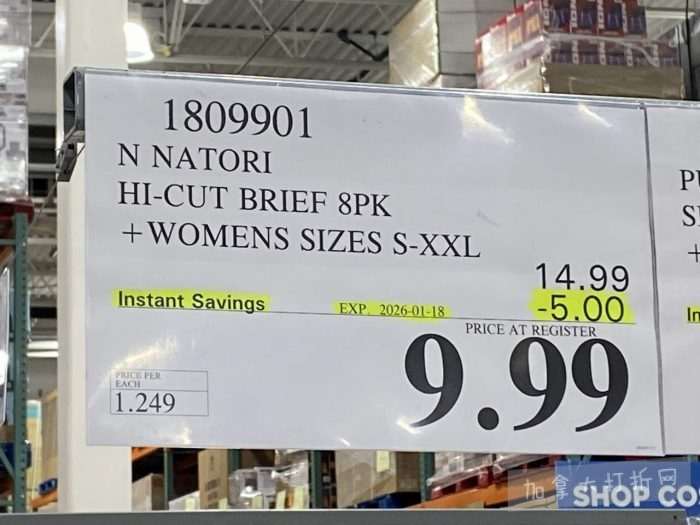 1809901
N NATORI
HI-CUT BRIEF 8PK
+WOMENS SIZES S-XXL
14.99
Instant Savings EXP. 2026-01-18 -5.00
PRICE AT REGISTER
9.99
PRICE PER
EACH
1.249
加拿大打折网
SHOP CO